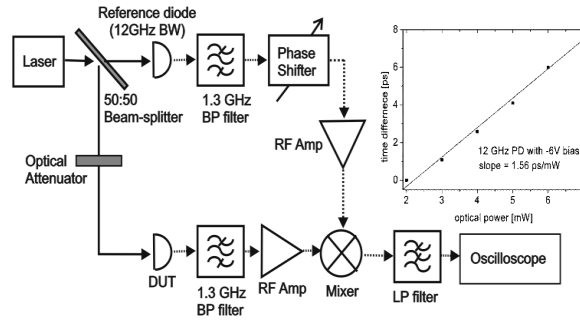 Reference diode
(12GHz BW)
Laser
50:50
Beam-splitter
1.3 GHz
BP filter
Phase
Shifter
RF Amp
Optical
Attenuator
DUT
1.3 GHz
BP filter
RF Amp
Mixer
LP filter
Oscilloscope
time differnece [ps]
8
6
4
2
0
12 GHz PD with -6V bias
slope = 1.56 ps/mW
2 3 4 5 6
optical power [mW]